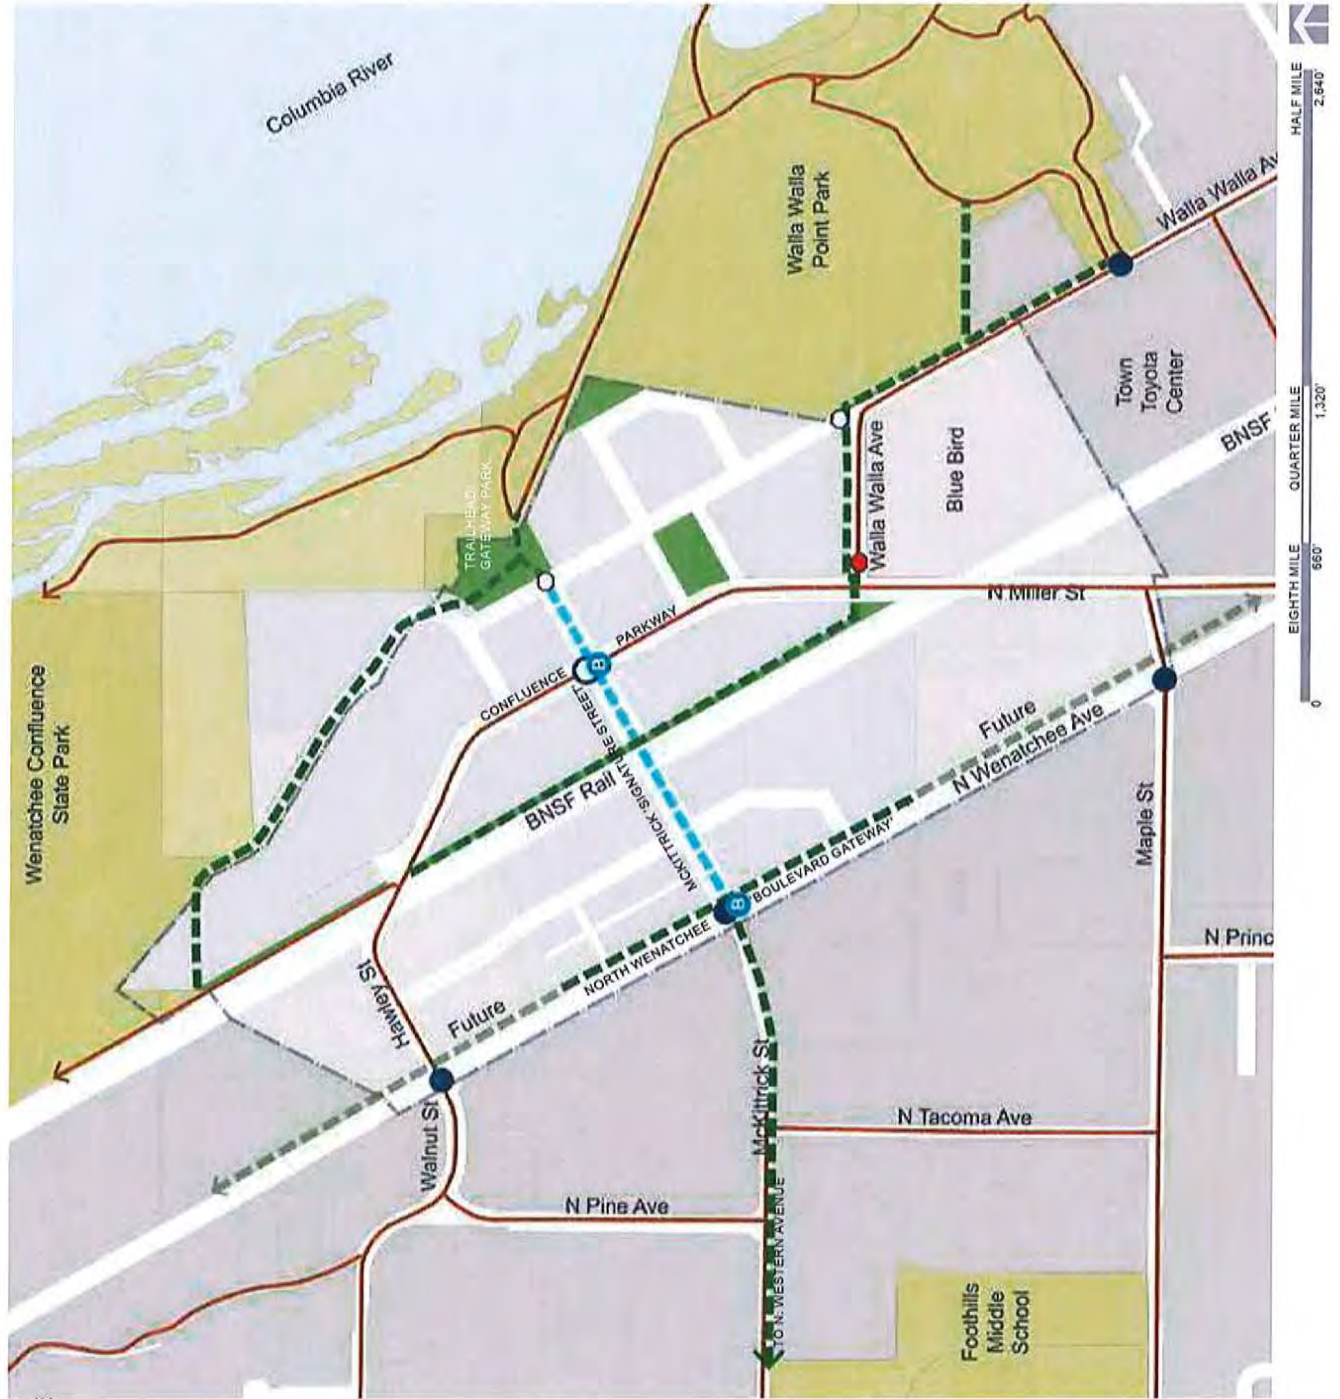 Columbia River
Walla Walla
Point Park
Walla Walla Av
TRAILHEAD
GATEWAY PARK
Town
Toyota
Center
Blue Bird
Walla Walla Ave
BNSF
N Miller St
Wenatchee Confluence
State Park
CONFLUENCE
PARKWAY
B
MCKITTRICK 'SIGNATURE STREET'
BNSF Rail
Future
N Wenatchee Ave
Maple St
B
NORTH WENATCHEE
BOULEVARD GATEWAY
Hawley St
Future
Walnut St
McKittrick St
N Tacoma Ave
N Princ
N Pine Ave
TO N. WESTERN AVENUE
Foothills
Middle
School
0
EIGHTH MILE
660'
QUARTER MILE
1,320'
HALF MILE
2,640'